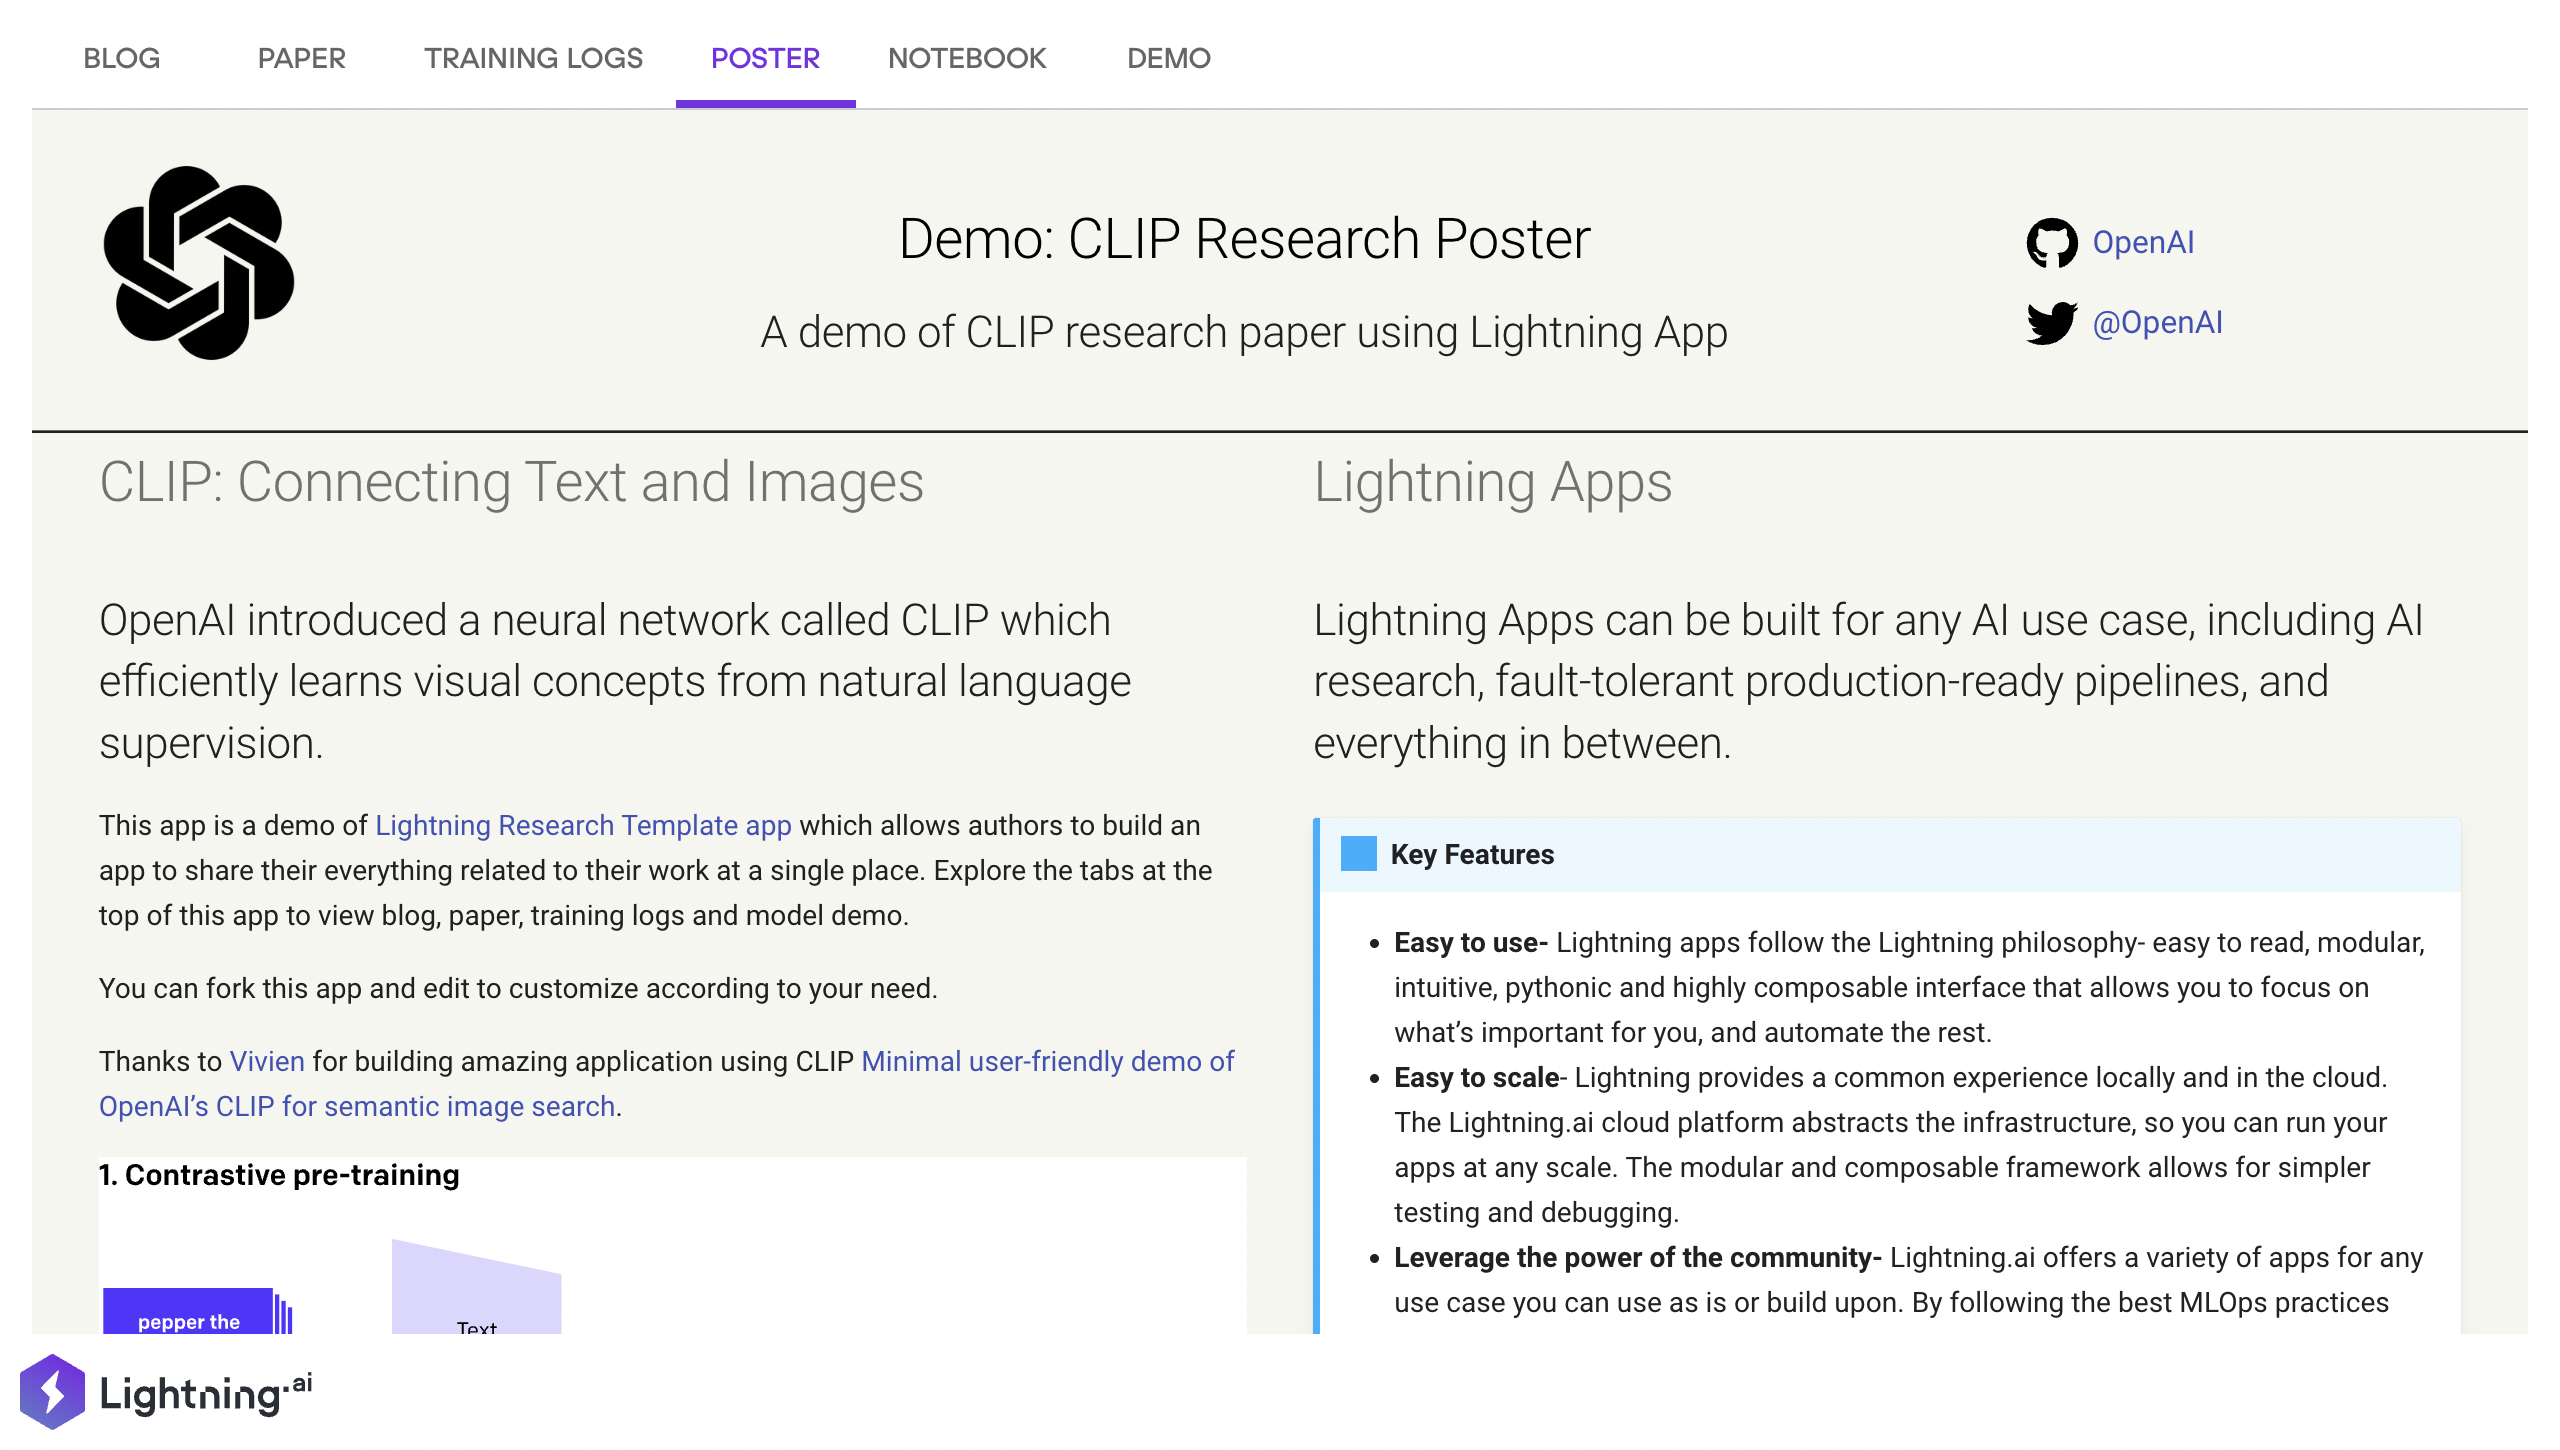 BLOG PAPER TRAINING LOGS POSTER NOTEBOOK DEMO
Demo: CLIP Research Poster
A demo of CLIP research paper using Lightning App
OpenAI
@OpenAI
CLIP: Connecting Text and Images
OpenAI introduced a neural network called CLIP which
efficiently learns visual concepts from natural language
supervision.
This app is a demo of Lightning Research Template app which allows authors to build an
app to share their everything related to their work at a single place. Explore the tabs at the
top of this app to view blog, paper, training logs and model demo.
You can fork this app and edit to customize according to your need.
Thanks to Vivien for building amazing application using CLIP Minimal user-friendly demo of
OpenAI’s CLIP for semantic image search.
1. Contrastive pre-training
pepper the
Text
Lightning Apps
Lightning Apps can be built for any AI use case, including AI
research, fault-tolerant production-ready pipelines, and
everything in between.
Key Features
• Easy to use- Lightning apps follow the Lightning philosophy- easy to read, modular,
intuitive, pythonic and highly composable interface that allows you to focus on
what’s important for you, and automate the rest.
• Easy to scale- Lightning provides a common experience locally and in the cloud.
The Lightning.ai cloud platform abstracts the infrastructure, so you can run your
apps at any scale. The modular and composable framework allows for simpler
testing and debugging.
• Leverage the power of the community- Lightning.ai offers a variety of apps for any
use case you can use as is or build upon. By following the best MLOps practices
Lightning.ai